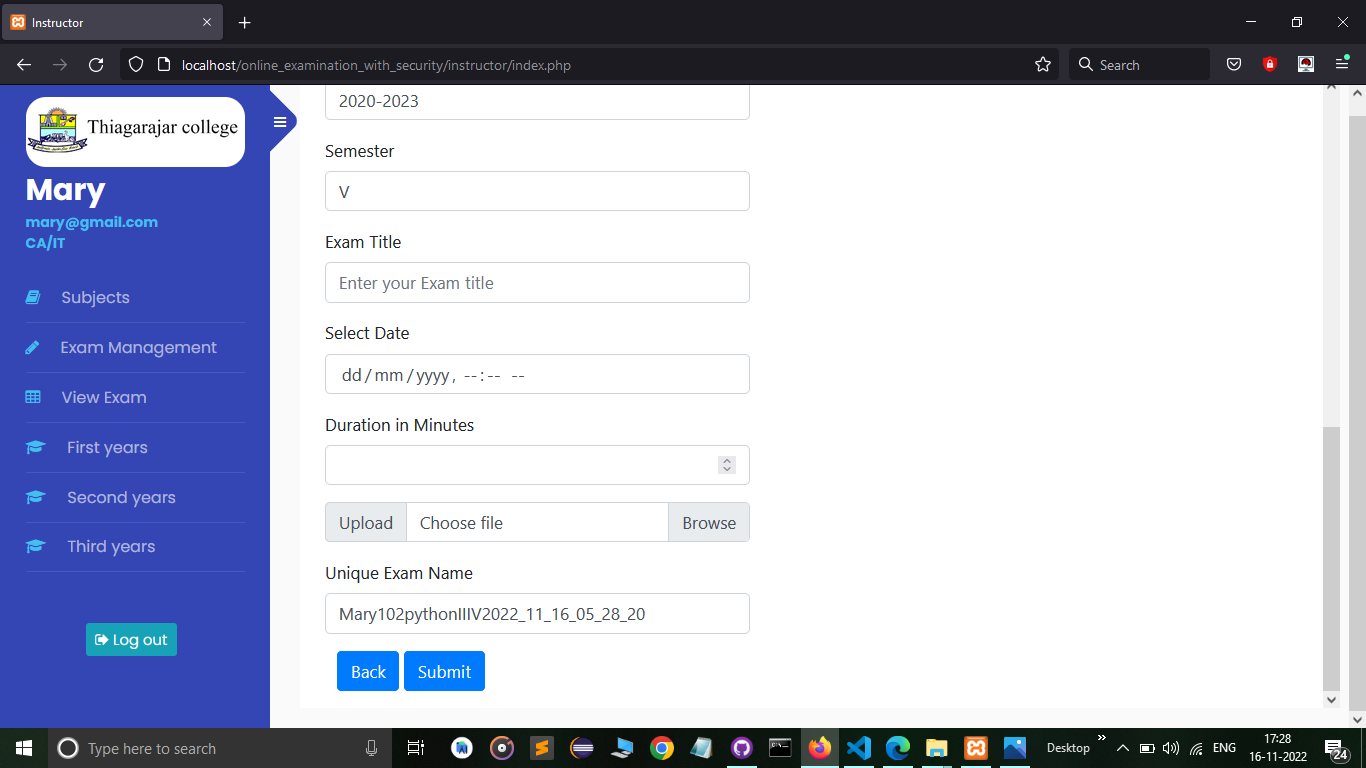 Instructor
localhost/online_examination_with_security/instructor/index.php
Search
Thiagarajar college
Mary
mary@gmail.com
CA/IT
Subjects
Exam Management
View Exam
First years
Second years
Third years
Log out
2020-2023
Semester
V
Exam Title
Enter your Exam title
Select Date
dd/mm/yyyy, --:-- --
Duration in Minutes
Upload Choose file Browse
Unique Exam Name
Mary102pythonIIIV2022_11_16_05_28_20
Back Submit
Type here to search
Desktop
ENG
17:28
16-11-2022
24